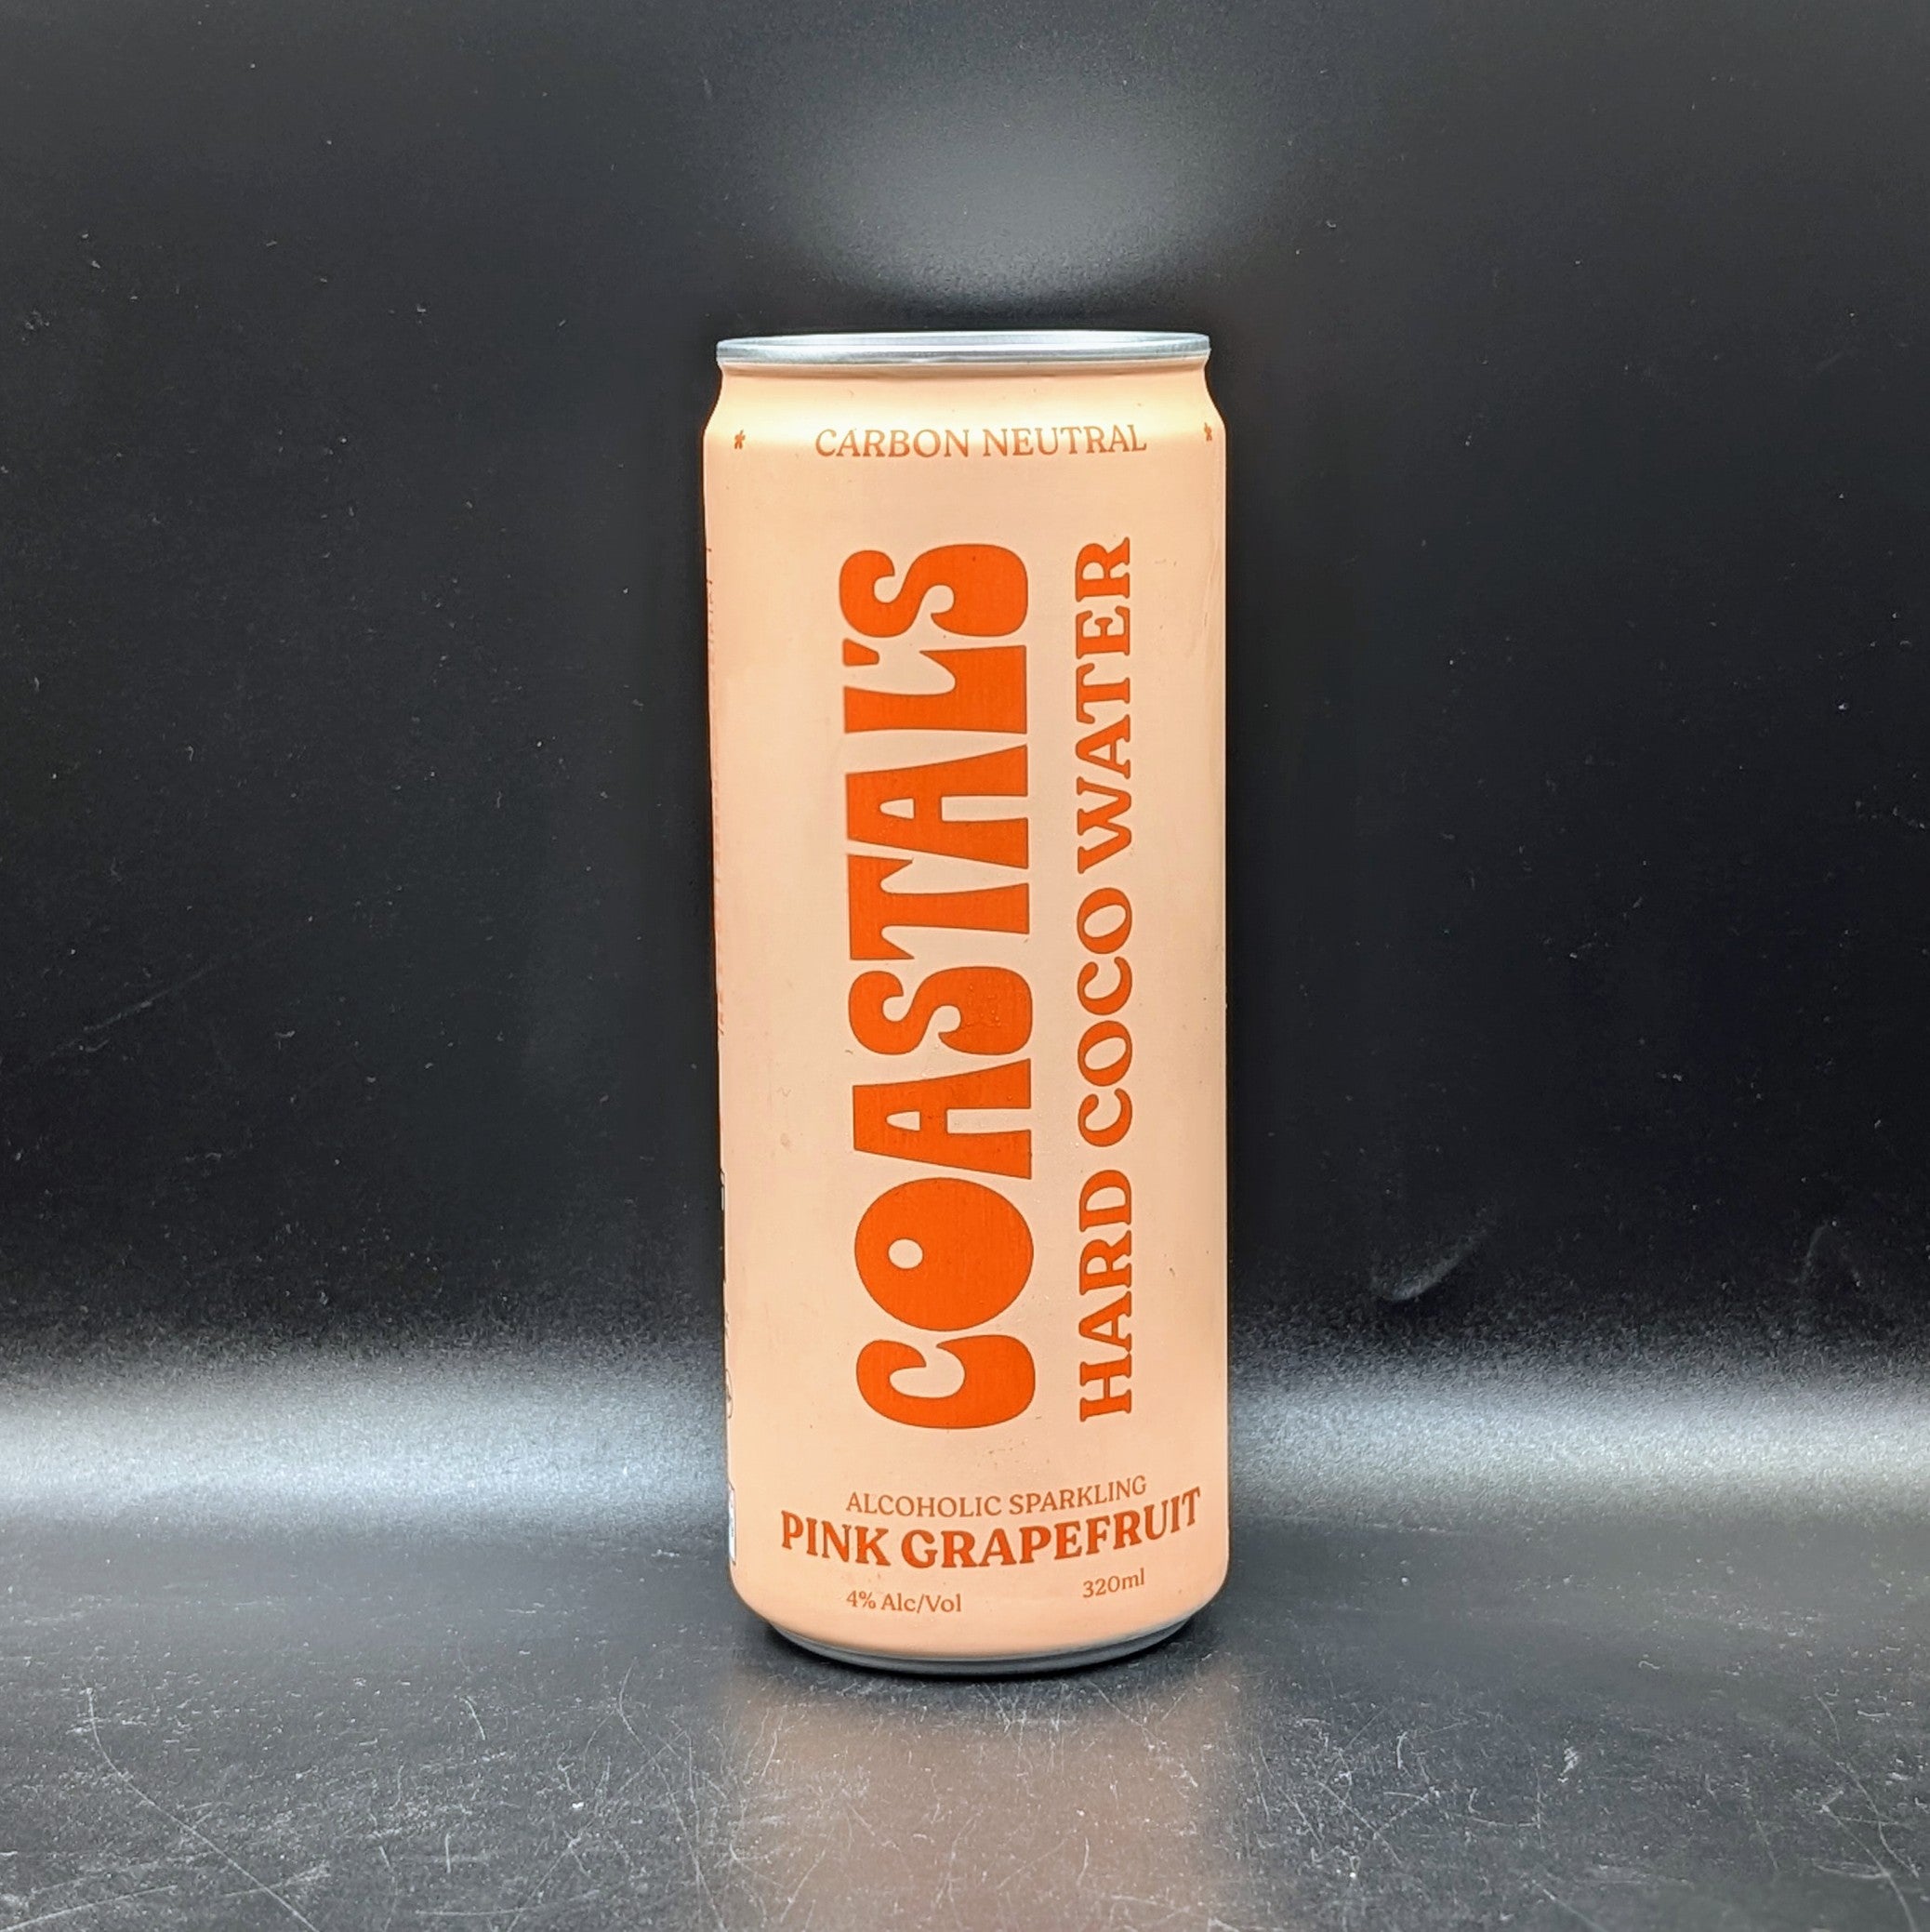 CARBON NEUTRAL
COASTAL'S
HARD COCO WATER
ALCOHOLIC SPARKLING
PINK GRAPEFRUIT
4% Alc/Vol
320ml